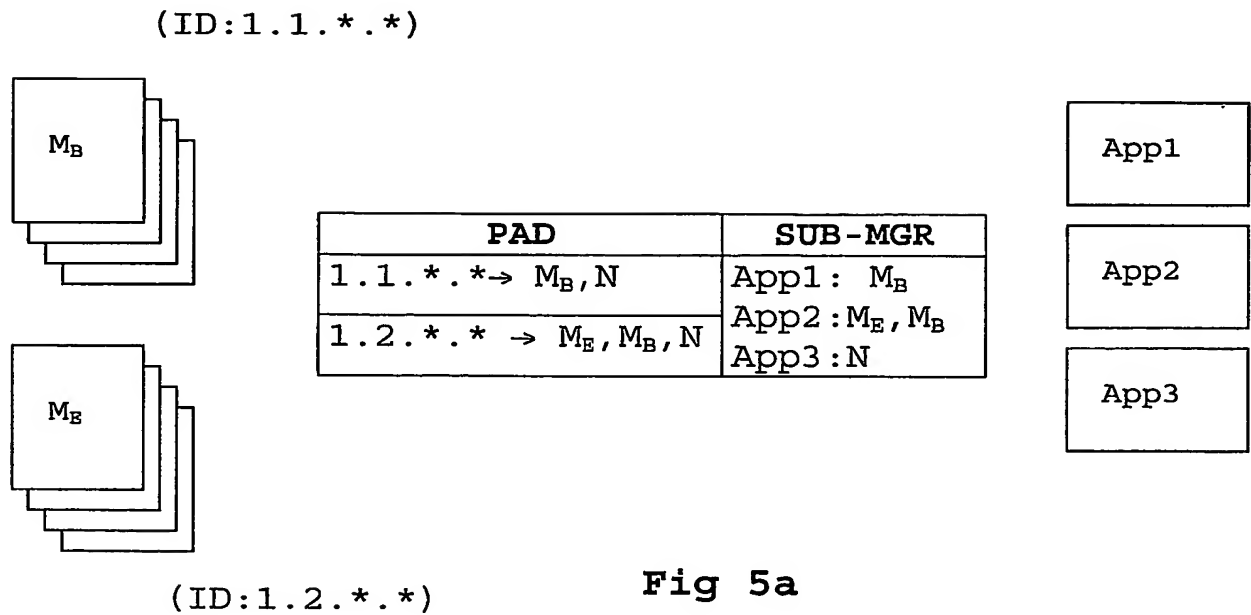 (ID:1.1.*.*)
M_B
M_E
(ID:1.2.*.*)
PAD
SUB-MGR
1.1.*.*→ M_B,N
1.2.*.* → M_E,M_B,N
App1: M_B
App2:M_E,M_B
App3:N
App1
App2
App3
Fig 5a